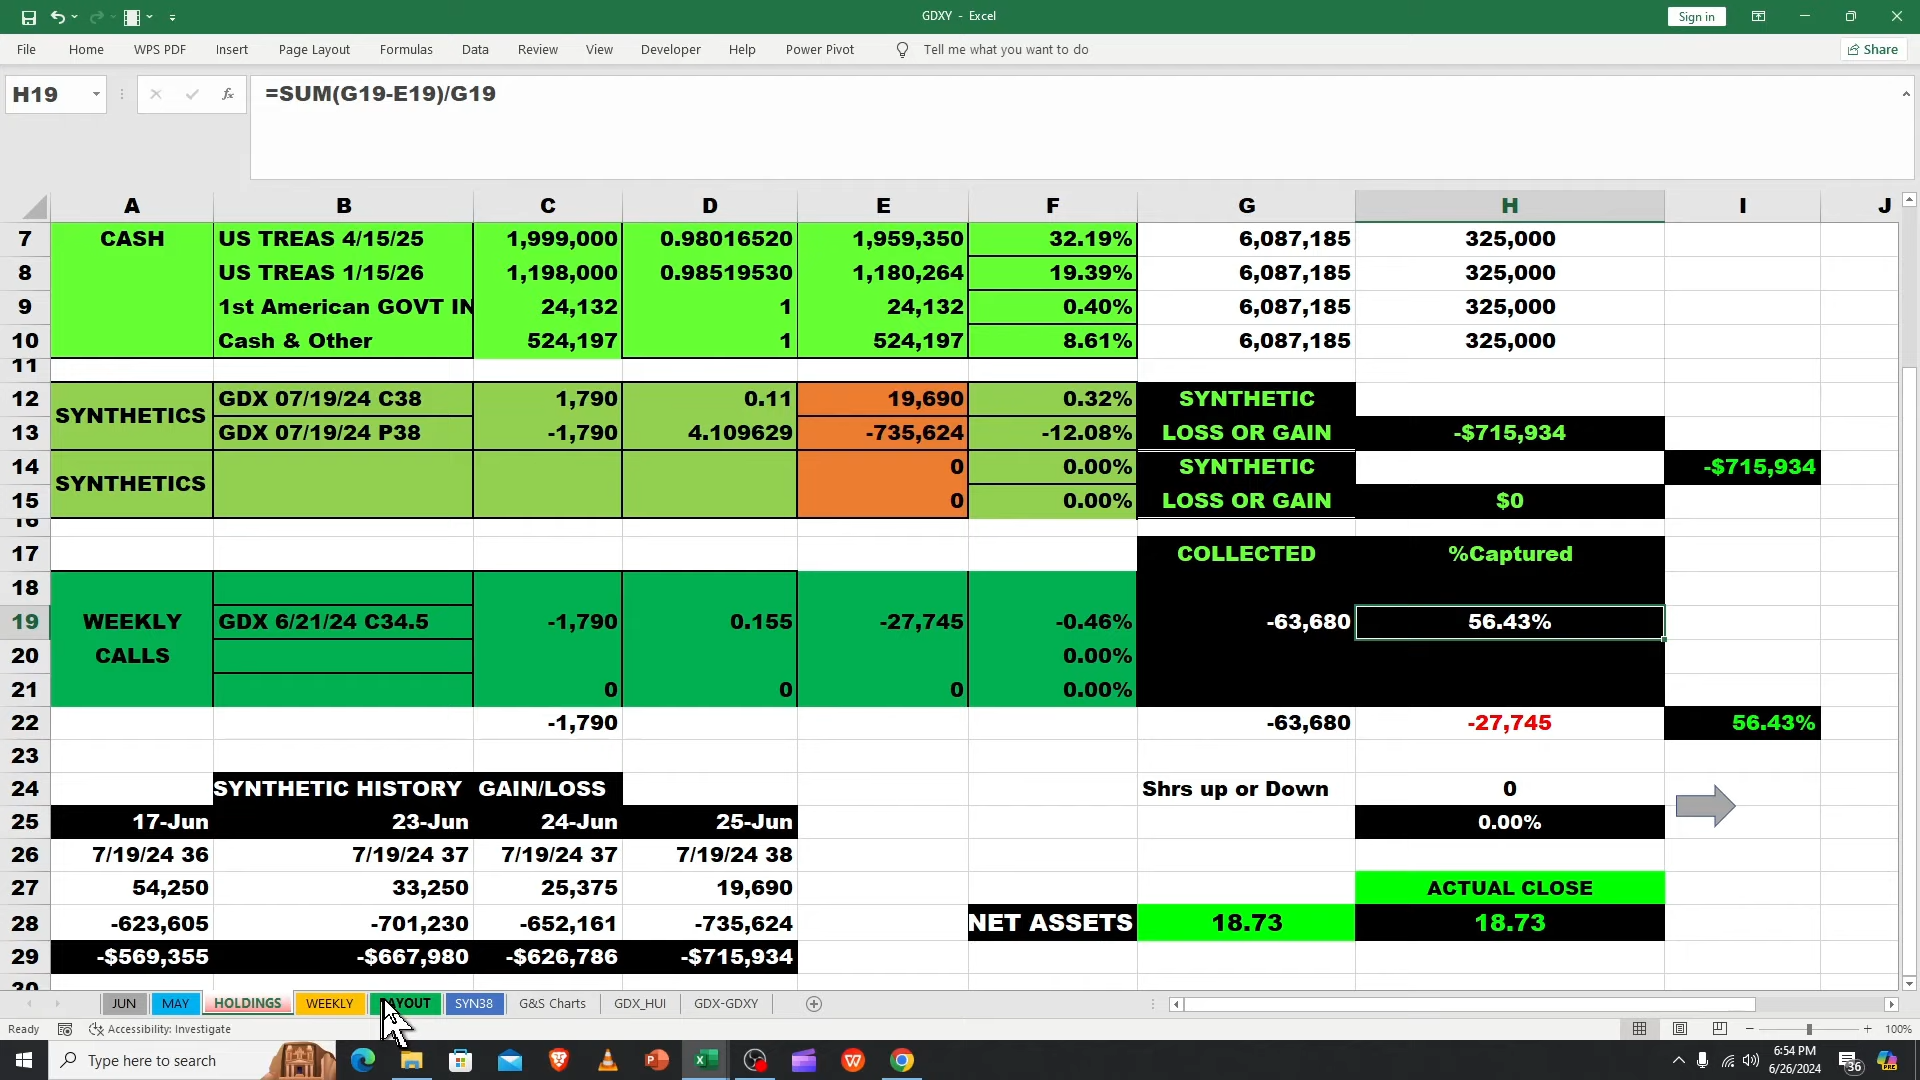 GDXY - Excel
Sign in
File Home WPS PDF Insert Page Layout Formulas Data Review View Developer Help Power Pivot Tell me what you want to do Share
H19 fx =SUM(G19-E19)/G19
A B C D E F G H I J
7 CASH US TREAS 4/15/25 1,999,000 0.98016520 1,959,350 32.19% 6,087,185 325,000
8 US TREAS 1/15/26 1,198,000 0.98519530 1,180,264 19.39% 6,087,185 325,000
9 1st American GOVT IN 24,132 1 24,132 0.40% 6,087,185 325,000
10 Cash & Other 524,197 1 524,197 8.61% 6,087,185 325,000
11
12 SYNTHETICS GDX 07/19/24 C38 1,790 0.11 19,690 0.32% SYNTHETIC
13 GDX 07/19/24 P38 -1,790 4.109629 -735,624 -12.08% LOSS OR GAIN -$715,934
14 SYNTHETICS 0 0.00% SYNTHETIC -$715,934
15 0 0.00% LOSS OR GAIN $0
16
17 COLLECTED %Captured
18
19 WEEKLY GDX 6/21/24 C34.5 -1,790 0.155 -27,745 -0.46% -63,680 56.43%
20 CALLS 0.00%
21 0 0 0 0.00%
22 -1,790 -63,680 -27,745 56.43%
23
24 SYNTHETIC HISTORY GAIN/LOSS Shrs up or Down 0
25 17-Jun 23-Jun 24-Jun 25-Jun 0.00%
26 7/19/24 36 7/19/24 37 7/19/24 37 7/19/24 38
27 54,250 33,250 25,375 19,690 ACTUAL CLOSE
28 -623,605 -701,230 -652,161 -735,624 NET ASSETS 18.73 18.73
29 -$569,355 -$667,980 -$626,786 -$715,934
30
JUN MAY HOLDINGS WEEKLY SYN38 G&S Charts GDX_HUI GDX-GDXY
Ready Accessibility: Investigate 100%
Type here to search
6:54 PM
6/26/2024
36